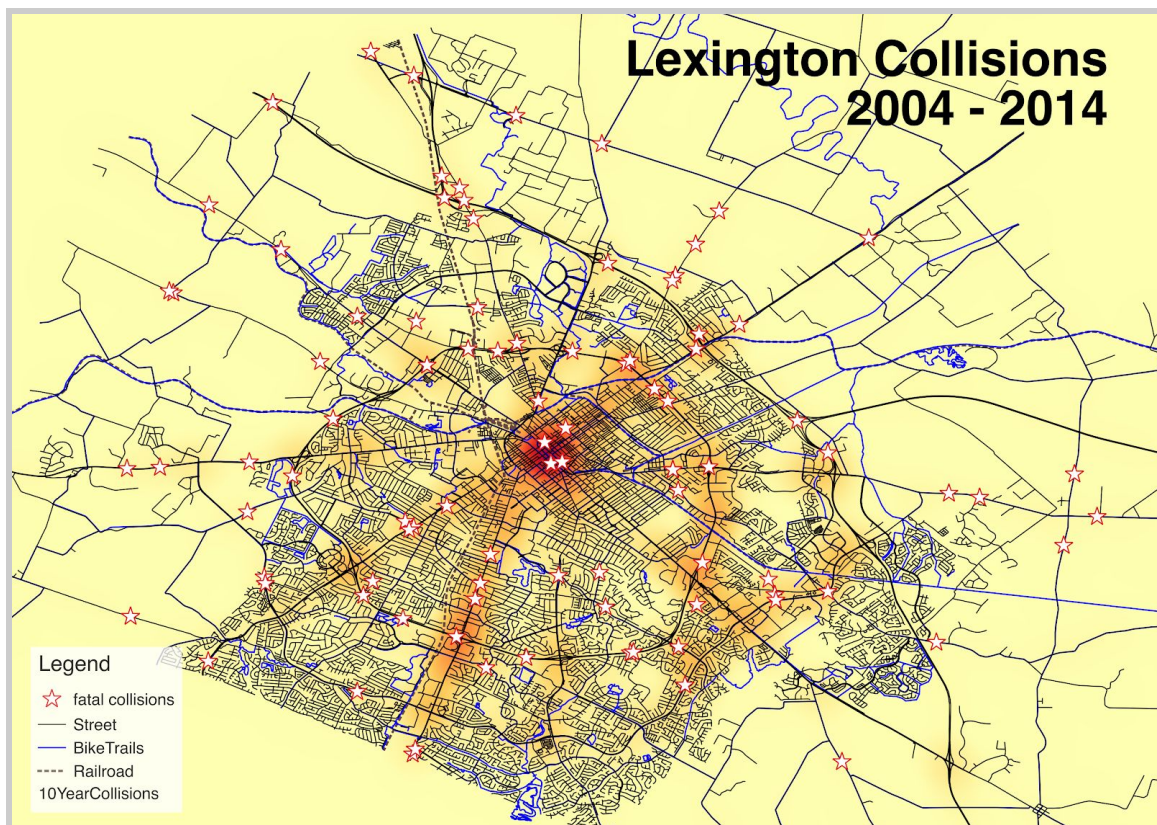 Lexington Collisions
2004 - 2014
Legend
fatal collisions
Street
BikeTrails
Railroad
10YearCollisions